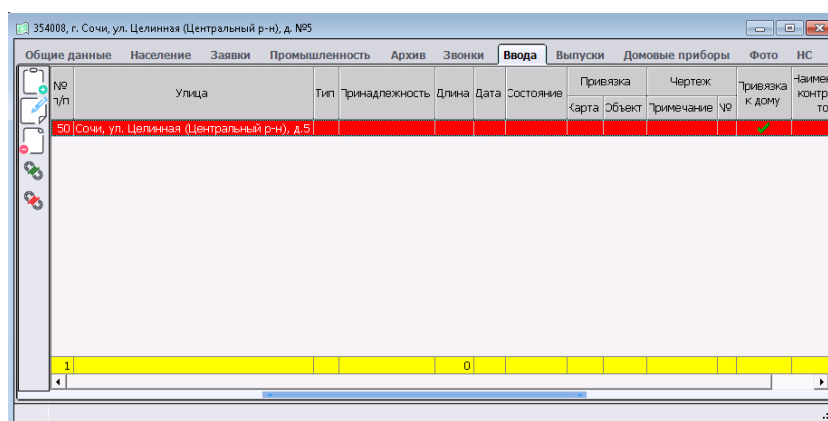 354008, г. Сочи, ул. Целинная (Центральный р-н), д. №5
Общие данные Население Заявки Промышленность Архив Звонки Ввода Выпуски Домовые приборы Фото НС
№ п/п Улица Тип Принадлежность Длина Дата Состояние Привязка Чертеж Привязка к дому
Карта Объект Примечание №
50 Сочи, ул. Целинная (Центральный р-н), д.5
1 0